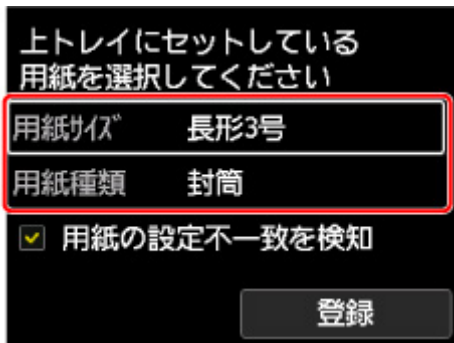 上トレイにセットしている
用紙を選択してください
用紙ｻｲｽﾞ 長形3号
用紙種類 封筒
用紙の設定不一致を検知
登録